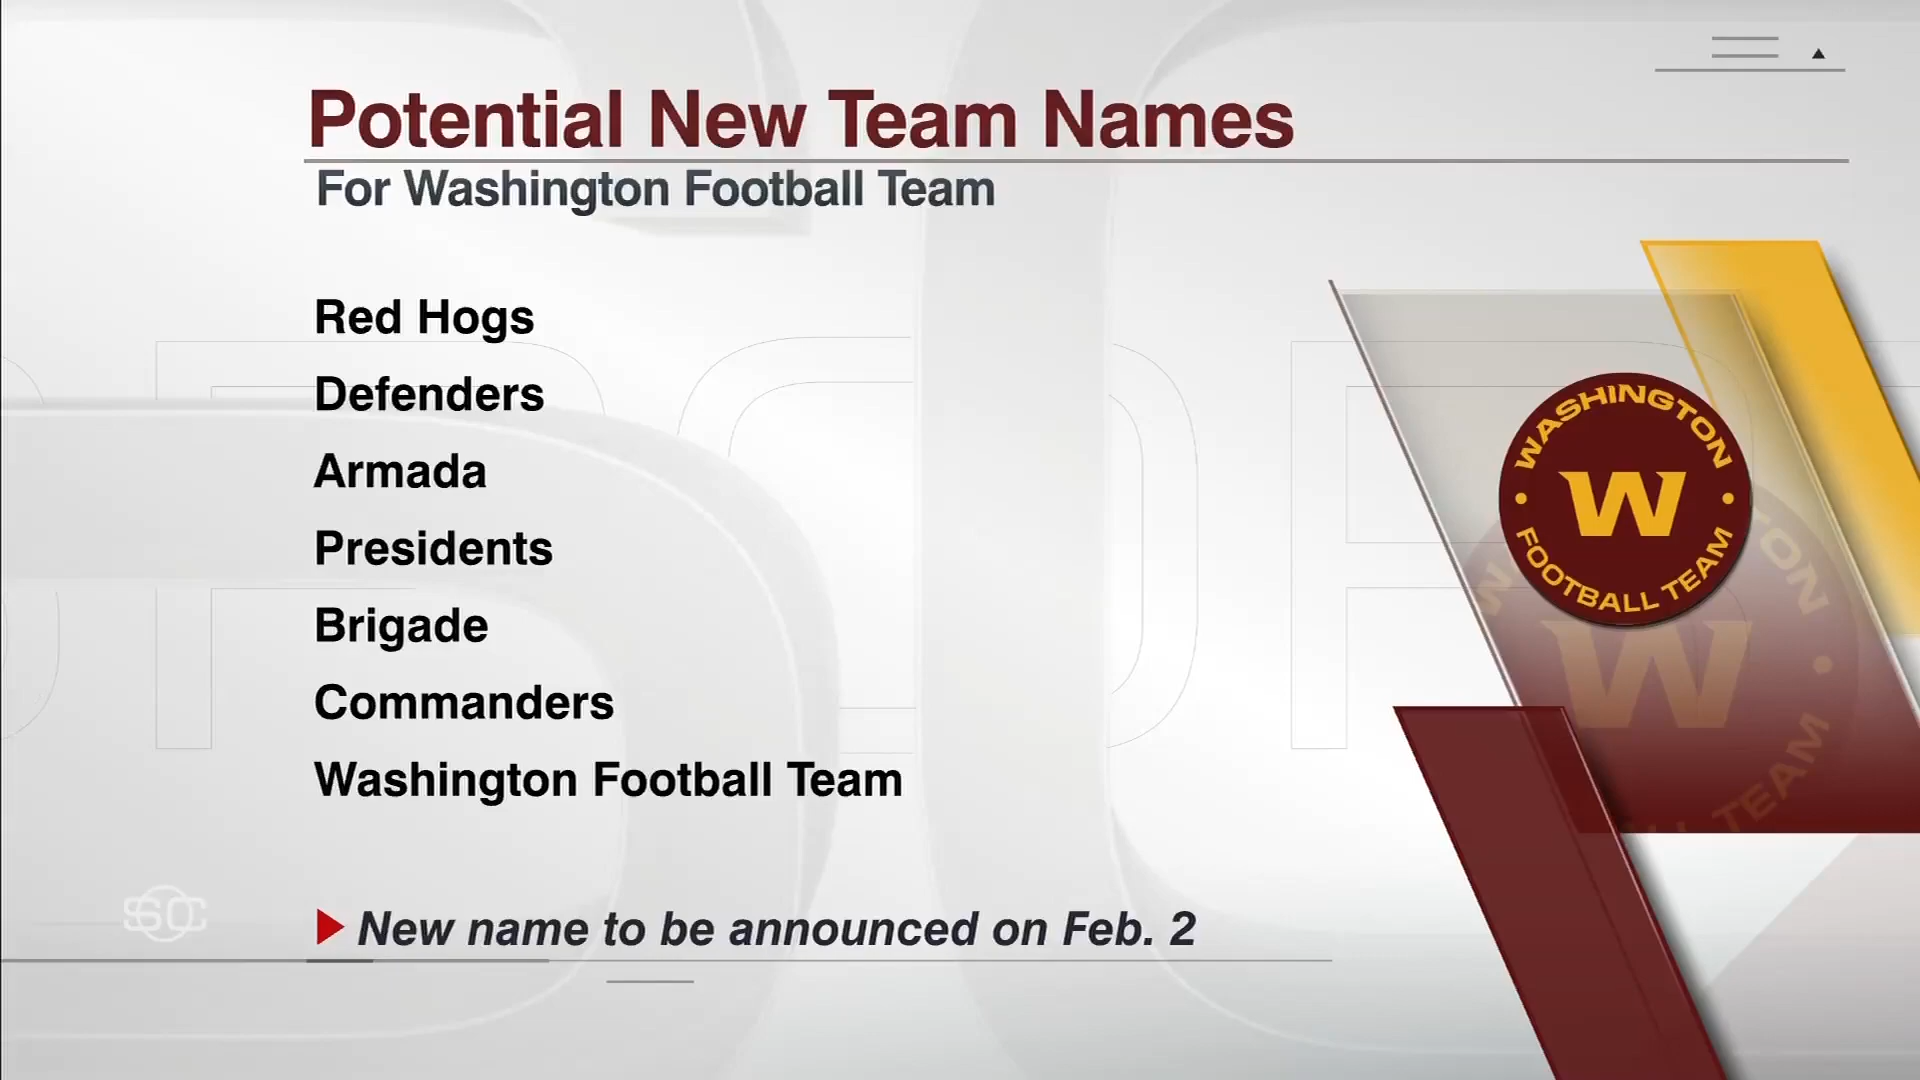 Potential New Team Names
For Washington Football Team
Red Hogs
Defenders
Armada
Presidents
Brigade
Commanders
Washington Football Team
New name to be announced on Feb. 2
WASHINGTON
W
FOOTBALL TEAM
SC